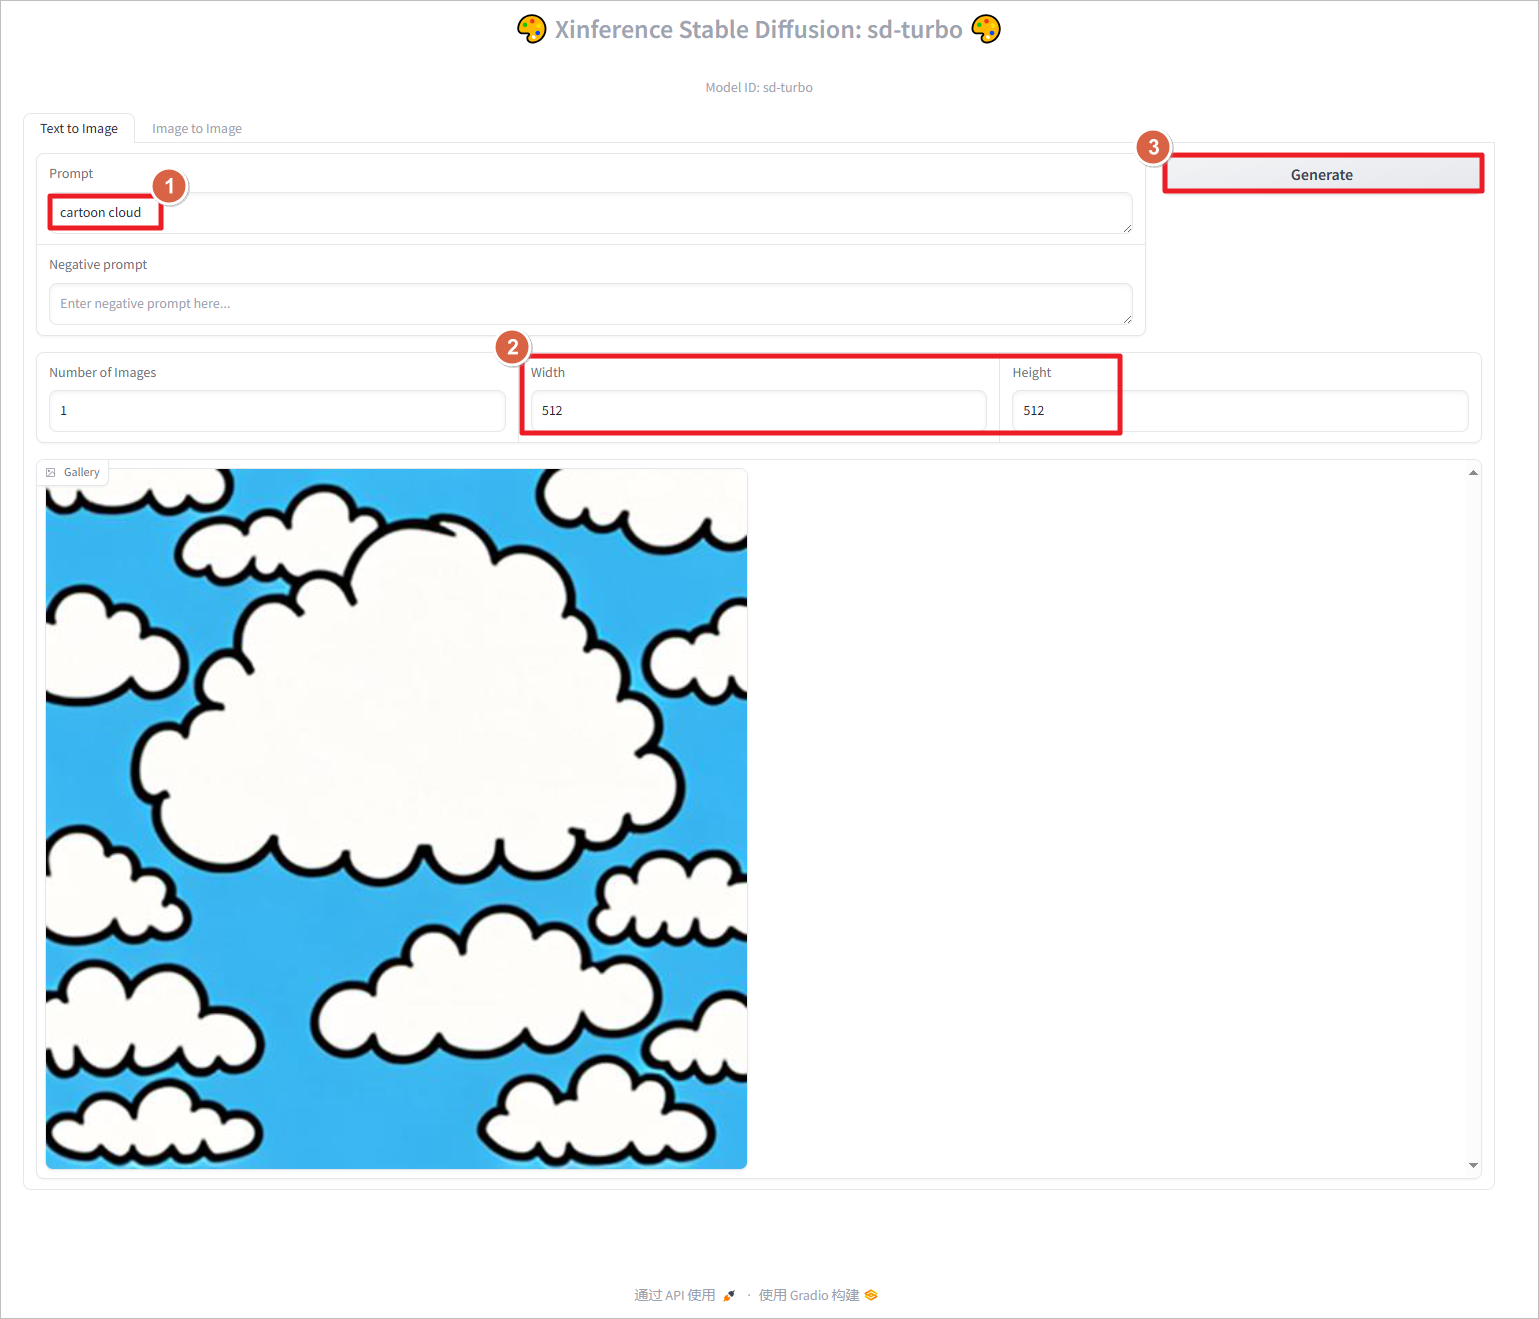 Xinference Stable Diffusion: sd-turbo
Model ID: sd-turbo
Text to Image
Image to Image
3
Prompt
1
Generate
cartoon cloud
Negative prompt
Enter negative prompt here...
2
Number of Images
Width
Height
1
512
512
Gallery
通过 API 使用 · 使用 Gradio 构建